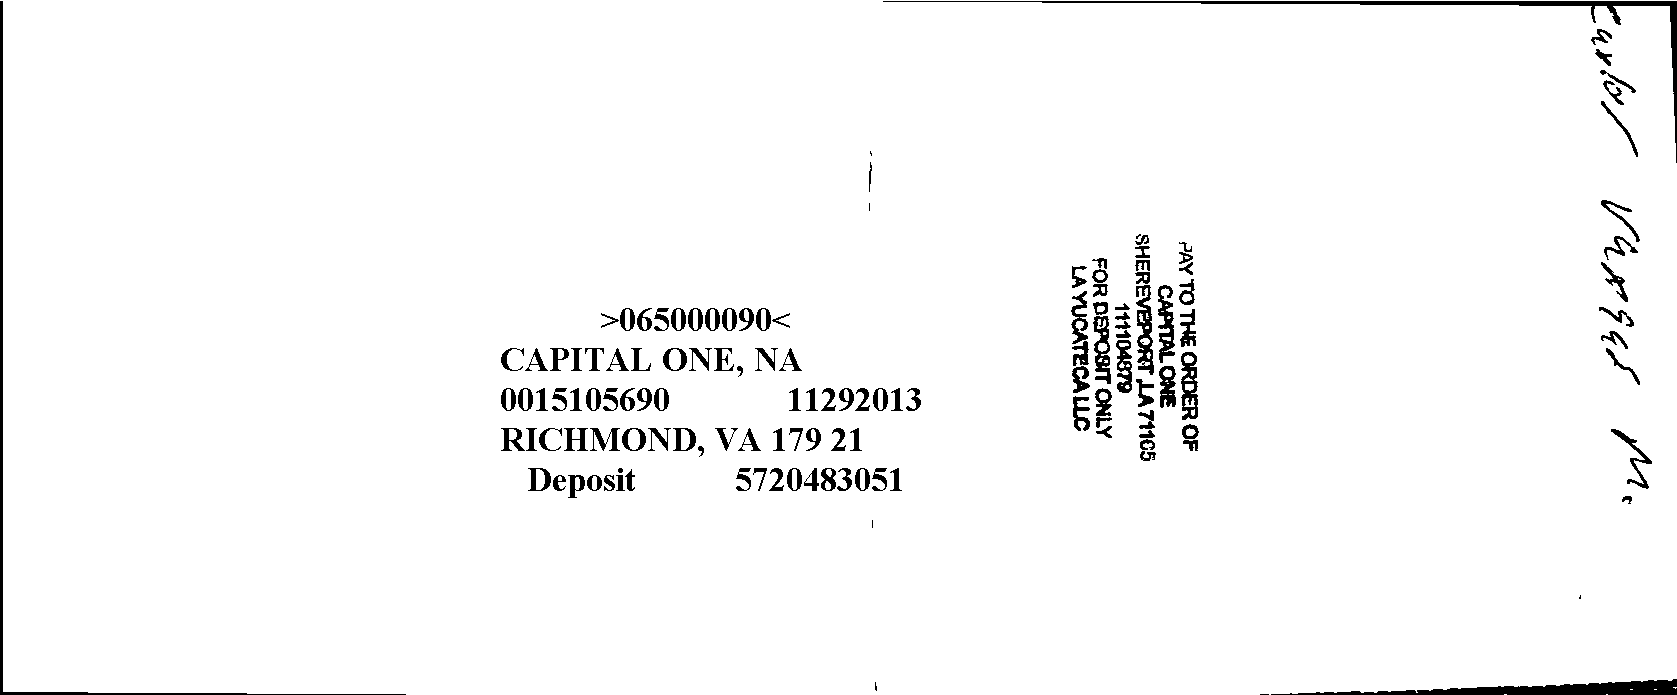 >065000090<
CAPITAL ONE, NA
0015105690 11292013
RICHMOND, VA 179 21
Deposit 5720483051
PAY TO THE ORDER OF
CAPITAL ONE
SHEREVEPORT ,LA 71105
111104879
FOR DEPOSIT ONLY
LA YUCATECA LLC
Carlos Vargas M.